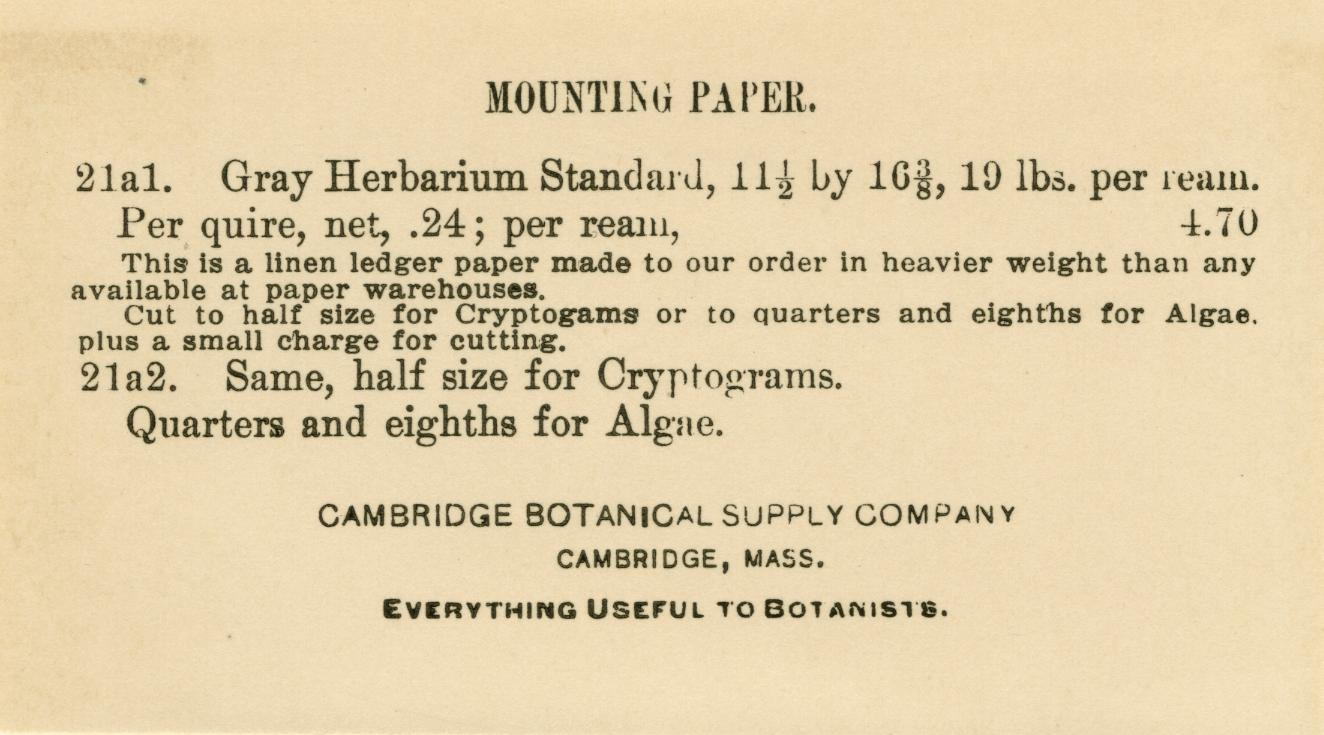 MOUNTING PAPER.
21a1. Gray Herbarium Standard, 11½ by 16⅜, 19 lbs. per ream.
Per quire, net, .24; per ream, 4.70
This is a linen ledger paper made to our order in heavier weight than any
available at paper warehouses.
Cut to half size for Cryptogams or to quarters and eighths for Algae.
plus a small charge for cutting.
21a2. Same, half size for Cryptograms.
Quarters and eighths for Algae.
CAMBRIDGE BOTANICAL SUPPLY COMPANY
CAMBRIDGE, MASS.
EVERYTHING USEFUL TO BOTANISTS.